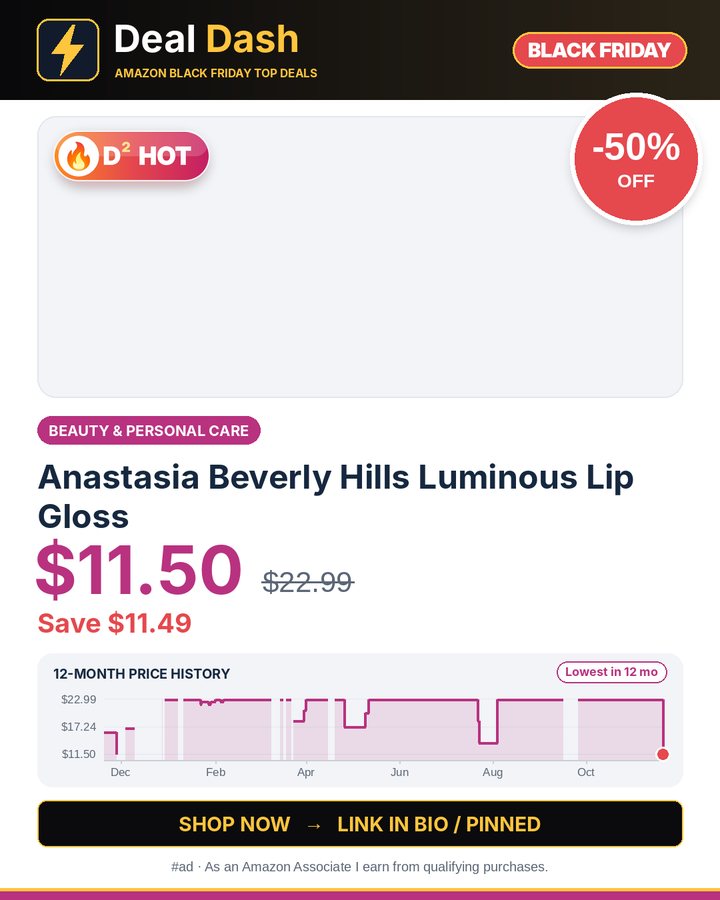 Deal Dash
AMAZON BLACK FRIDAY TOP DEALS
BLACK FRIDAY
D² HOT
-50%
OFF
BEAUTY & PERSONAL CARE
Anastasia Beverly Hills Luminous Lip
Gloss
$11.50 $22.99
Save $11.49
12-MONTH PRICE HISTORY
Lowest in 12 mo
$22.99
$17.24
$11.50
Dec Feb Apr Jun Aug Oct
SHOP NOW → LINK IN BIO / PINNED
#ad · As an Amazon Associate I earn from qualifying purchases.